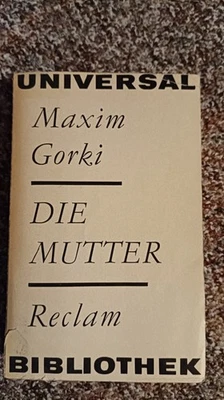 UNIVERSAL
Maxim
Gorki
DIE
MUTTER
Reclam
BIBLIOTHEK